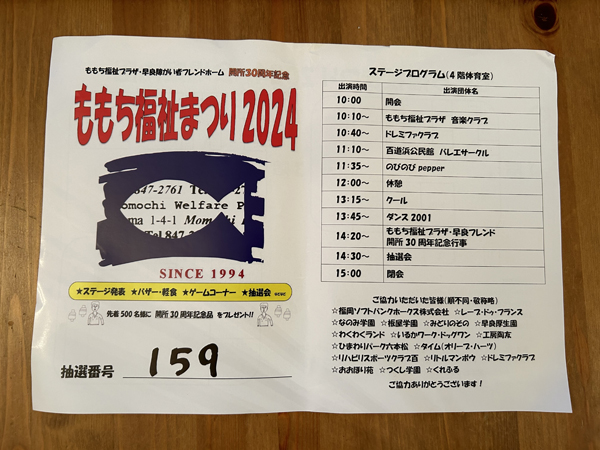 ももち福祉プラザ・早良障がい者フレンドホーム 開所30周年記念
ももち福祉まつり2024
847-2761 Te
omochi Welfare P
ma 1-4-1 Momo
Tel 847
SINCE 1994
★ステージ発表 ★バザー・軽食 ★ゲームコーナー ★抽選会
先着500名様に 開所30周年記念品 をプレゼント!!
抽選番号 159
ステージプログラム(4階体育室)
出演時間 出演団体名
10:00 開会
10:10～ ももち福祉プラザ 音楽クラブ
10:40～ ドレミファクラブ
11:10～ 百道浜公民館 バレエサークル
11:35～ のびのびpepper
12:00～ 休憩
13:15～ クール
13:45～ ダンス2001
14:20～ ももち福祉プラザ・早良フレンド
開所30周年記念行事
14:30～ 抽選会
15:00 閉会
ご協力いただいた皆様(順不同・敬称略)
☆福岡ソフトバンクホークス株式会社 ☆レーブ・ドゥ・フランス
☆なのみ学園 ☆板屋学園 ☆みどりのその ☆早良厚生園
☆わくわくランド ☆いるかワーク・ドックワン ☆工房陶友
☆ひまわりパーク六本松 ☆タイム(オリーブ・ハーツ)
☆リハビリスポーツクラブ百 ☆リトルマンボウ ☆ドレミファクラブ
☆おおほり苑 ☆つくし学園 ☆くれふる
ご協力ありがとうございます!